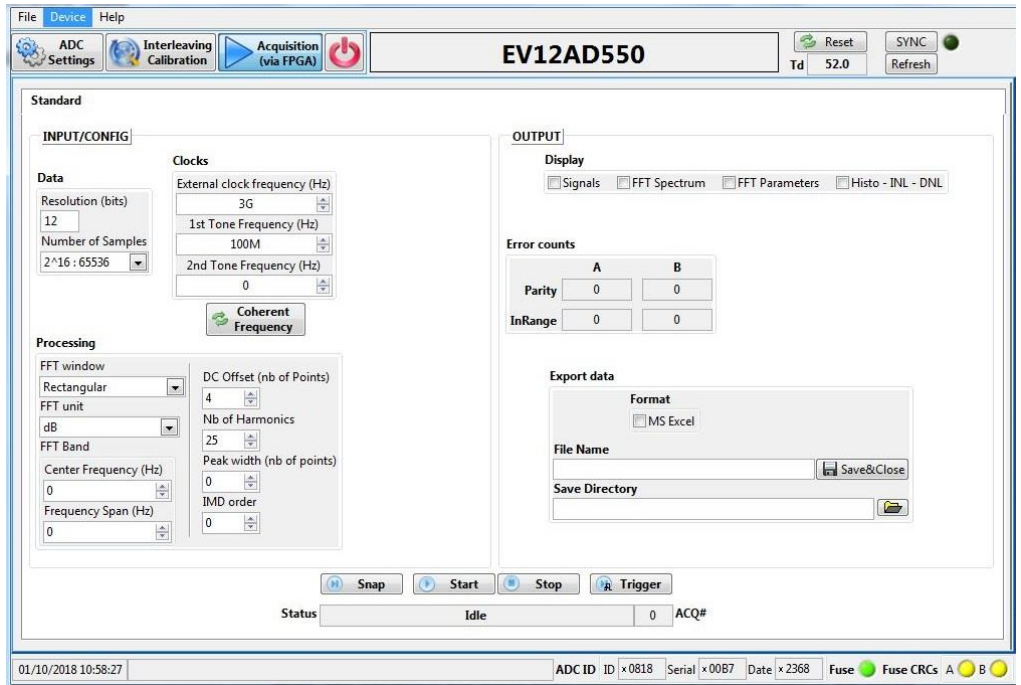 File Device Help
ADC Settings
Interleaving Calibration
Acquisition (via FPGA)
EV12AD550
Reset
Td 52.0
SYNC
Refresh
Standard
INPUT/CONFIG
Data
Resolution (bits)
12
Number of Samples
2^16 : 65536
Clocks
External clock frequency (Hz)
3G
1st Tone Frequency (Hz)
100M
2nd Tone Frequency (Hz)
0
Coherent
Frequency
Processing
FFT window
Rectangular
FFT unit
dB
FFT Band
Center Frequency (Hz)
0
Frequency Span (Hz)
0
DC Offset (nb of Points)
4
Nb of Harmonics
25
Peak width (nb of points)
0
IMD order
0
OUTPUT
Display
Signals FFT Spectrum FFT Parameters Histo - INL - DNL
Error counts
A B
Parity 0 0
InRange 0 0
Export data
Format
MS Excel
File Name
Save&Close
Save Directory
Snap Start Stop Trigger
Status Idle 0 ACQ#
01/10/2018 10:58:27 ADC ID ID x 0818 Serial x 00B7 Date x 2368 Fuse Fuse CRCs A B